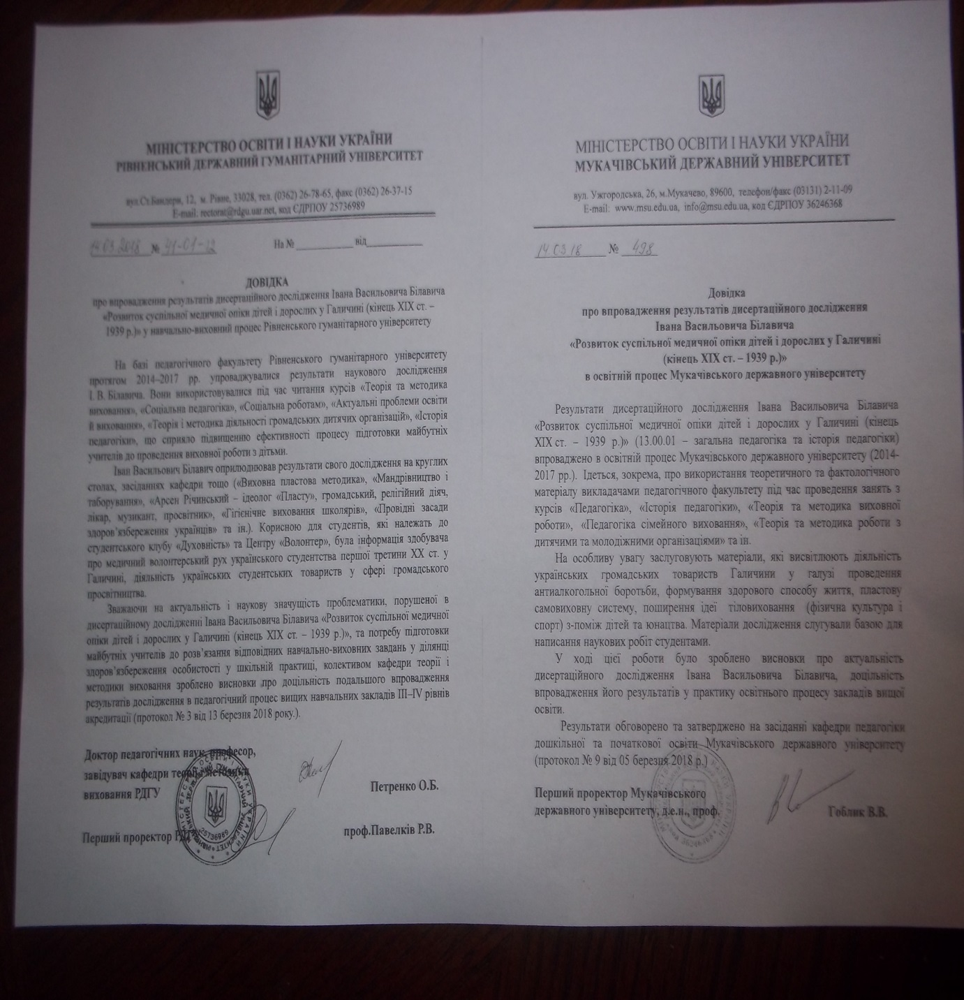 МІНІСТЕРСТВО ОСВІТИ І НАУКИ УКРАЇНИ
РІВНЕНСЬКИЙ ДЕРЖАВНИЙ ГУМАНІТАРНИЙ УНІВЕРСИТЕТ
вул.Ст.Бандери, 12, м. Рівне, 33028, тел. (0362) 26-78-65, факс (0362) 26-37-15
E-mail: rectorat@rdgu.uar.net, код ЄДРПОУ 25736989
14.03.2018 № 41-01-12 На № від
ДОВІДКА
про впровадження результатів дисертаційного дослідження Івана Васильовича Білавича
«Розвиток суспільної медичної опіки дітей і дорослих у Галичині (кінець ХІХ ст. –
1939 р.)» у навчально-виховний процес Рівненського гуманітарного університету
На базі педагогічного факультету Рівненського гуманітарного університету
протягом 2014–2017 рр. упроваджувалися результати наукового дослідження
І. В. Білавича. Вони використовувалися під час читання курсів «Теорія та методика
виховання», «Соціальна педагогіка», «Соціальна роботам», «Актуальні проблеми освіти
й виховання», «Теорія і методика діяльності громадських дитячих організацій», «Історія
педагогіки», що сприяло підвищенню ефективності процесу підготовки майбутніх
учителів до проведення виховної роботи з дітьми.
Іван Васильович Білавич оприлюднював результати свого дослідження на круглих
столах, засіданнях кафедри тощо («Виховна пластова методика», «Мандрівництво і
таборування», «Арсен Річинський – ідеолог «Пласту», громадський, релігійний діяч,
лікар, музикант, просвітник», «Гігієнічне виховання школярів», «Провідні засади
здоров’язбереження українців» та ін.). Корисною для студентів, які належать до
студентського клубу «Духовність» та Центру «Волонтер», була інформація здобувача
про медичний волонтерський рух українського студентства першої третини ХХ ст. у
Галичині, діяльність українських студентських товариств у сфері громадського
просвітництва.
Зважаючи на актуальність і наукову значущість проблематики, порушеної в
дисертаційному дослідженні Івана Васильовича Білавича «Розвиток суспільної медичної
опіки дітей і дорослих у Галичині (кінець ХІХ ст. – 1939 р.)», та потребу підготовки
майбутніх учителів до розв’язання відповідних навчально-виховних завдань у ділянці
здоров’язбереження особистості у шкільній практиці, колективом кафедри теорії і
методики виховання зроблено висновки про доцільність подальшого впровадження
результатів дослідження в педагогічний процес вищих навчальних закладів ІІІ–ІV рівнів
акредитації (протокол № 3 від 13 березня 2018 року.).
Доктор педагогічних наук, професор,
завідувач кафедри теорії і методики
виховання РДГУ Петренко О.Б.
Перший проректор проф.Павелків Р.В.
25736989
МІНІСТЕРСТВО ОСВІТИ І НАУКИ УКРАЇНИ
МУКАЧІВСЬКИЙ ДЕРЖАВНИЙ УНІВЕРСИТЕТ
вул. Ужгородська, 26, м.Мукачево, 89600, телефон/факс (03131) 2-11-09
E-mail: www.msu.edu.ua, info@msu.edu.ua, код ЄДРПОУ 36246368
14 03 18 № 498
Довідка
про впровадження результатів дисертаційного дослідження
Івана Васильовича Білавича
«Розвиток суспільної медичної опіки дітей і дорослих у Галичині
(кінець ХІХ ст. – 1939 р.)»
в освітній процес Мукачівського державного університету
Результати дисертаційного дослідження Івана Васильовича Білавича
«Розвиток суспільної медичної опіки дітей і дорослих у Галичині (кінець
ХІХ ст. – 1939 р.)» (13.00.01 – загальна педагогіка та історія педагогіки)
впроваджено в освітній процес Мукачівського державного університету (2014-
2017 рр.). Ідеться, зокрема, про використання теоретичного та фактологічного
матеріалу викладачами педагогічного факультету під час проведення занять з
курсів «Педагогіка», «Історія педагогіки», «Теорія та методика виховної
роботи», «Педагогіка сімейного виховання», «Теорія та методика роботи з
дитячими та молодіжними організаціями» та ін.
На особливу увагу заслуговують матеріали, які висвітлюють діяльність
українських громадських товариств Галичини у галузі проведення
антиалкогольної боротьби, формування здорового способу життя, пластову
самовиховну систему, поширення ідеї тіловиховання (фізична культура і
спорт) з-поміж дітей та юнацтва. Матеріали дослідження слугували базою для
написання наукових робіт студентами.
У ході цієї роботи було зроблено висновки про актуальність
дисертаційного дослідження Івана Васильовича Білавича, доцільність
впровадження його результатів у практику освітнього процесу закладів вищої
освіти.
Результати обговорено та затверджено на засіданні кафедри педагогіки
дошкільної та початкової освіти Мукачівського державного університету
(протокол № 9 від 05 березня 2018 р.)
Перший проректор Мукачівського
державного університету, д.е.н., проф. Гоблик В.В.